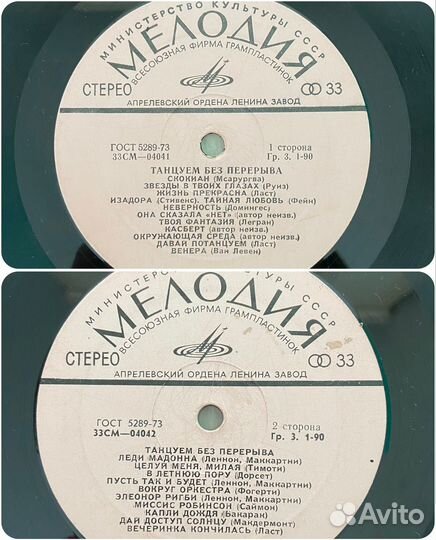 МИНИСТЕРСТВО КУЛЬТУРЫ СССР
МЕЛОДИЯ
ВСЕСОЮЗНАЯ ФИРМА ГРАМПЛАСТИНОК
СТЕРЕО
33
АПРЕЛЕВСКИЙ ОРДЕНА ЛЕНИНА ЗАВОД
ГОСТ 5289-73
33СМ—04041
1 сторона
Гр. 3. 1-90
ТАНЦУЕМ БЕЗ ПЕРЕРЫВА
СКОКИАН (Мсарургва)
ЗВЕЗДЫ В ТВОИХ ГЛАЗАХ (Руиз)
ЖИЗНЬ ПРЕКРАСНА (Ласт)
ИЗАДОРА (Стивенс). ТАЙНАЯ ЛЮБОВЬ (Фейн)
НЕВЕРНОСТЬ (Домингес)
ОНА СКАЗАЛА «НЕТ» (автор неизв.)
ТВОЯ ФАНТАЗИЯ (Легран)
КАСБЕРТ (автор неизв.)
ОКРУЖАЮЩАЯ СРЕДА (автор неизв.)
ДАВАЙ ПОТАНЦУЕМ (Ласт)
ВЕНЕРА (Ван Левен)
МИНИСТЕРСТВО КУЛЬТУРЫ СССР
МЕЛОДИЯ
ВСЕСОЮЗНАЯ ФИРМА ГРАМПЛАСТИНОК
СТЕРЕО
33
АПРЕЛЕВСКИЙ ОРДЕНА ЛЕНИНА ЗАВОД
ГОСТ 5289-73
33СМ—04042
2 сторона
Гр. 3. 1-90
ТАНЦУЕМ БЕЗ ПЕРЕРЫВА
ЛЕДИ МАДОННА (Леннон, Маккартни)
ЦЕЛУЙ МЕНЯ, МИЛАЯ (Тимоти)
В ЛЕТНЮЮ ПОРУ (Дорсет)
ПУСТЬ ТАК И БУДЕТ (Леннон, Маккартни)
ВОКРУГ ОРКЕСТРА (Фогерти)
ЭЛЕОНОР РИГБИ (Леннон, Маккартни)
МИССИС РОБИНСОН (Саймон)
КАПЛИ ДОЖДЯ (Бакаран)
ДАЙ ДОСТУП СОЛНЦУ (Макдермонт)
ВЕЧЕРИНКА КОНЧИЛАСЬ (Ласт)
Avito